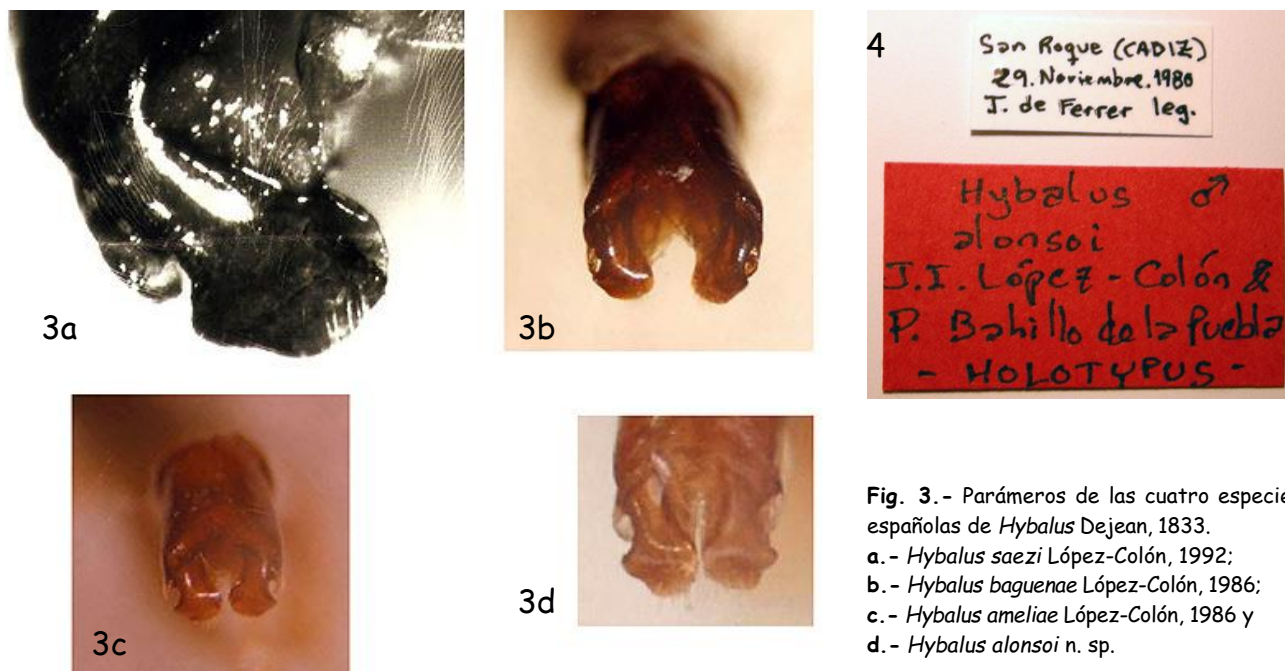 3a
3b
4
San Roque (CADIZ)
29. Noviembre. 1980
J. de Ferrer leg.
Hybalus ♂
alonsoi
J.I. López-Colón &
P. Bahillo de la Puebla
- HOLOTYPUS -
3c
3d
Fig. 3.- Parámeros de las cuatro especie
españolas de Hybalus Dejean, 1833.
a.- Hybalus saezi López-Colón, 1992;
b.- Hybalus baguenae López-Colón, 1986;
c.- Hybalus ameliae López-Colón, 1986 y
d.- Hybalus alonsoi n. sp.